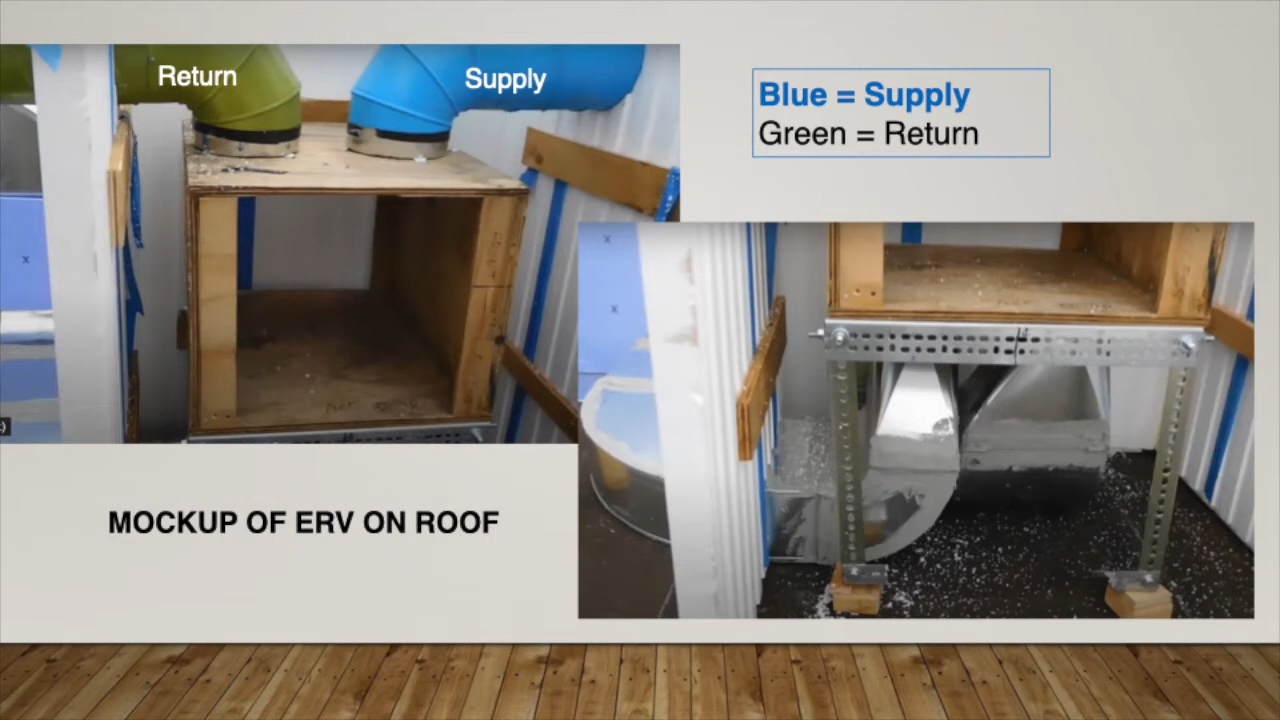 Return
Supply
Blue = Supply
Green = Return
x
x
x
MOCKUP OF ERV ON ROOF